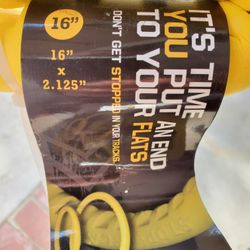 16"
16"
x
2.125"
IT'S TIME
YOU PUT
AN END
TO YOUR FLATS
DON'T GET STOPPED IN YOUR TRACKS.